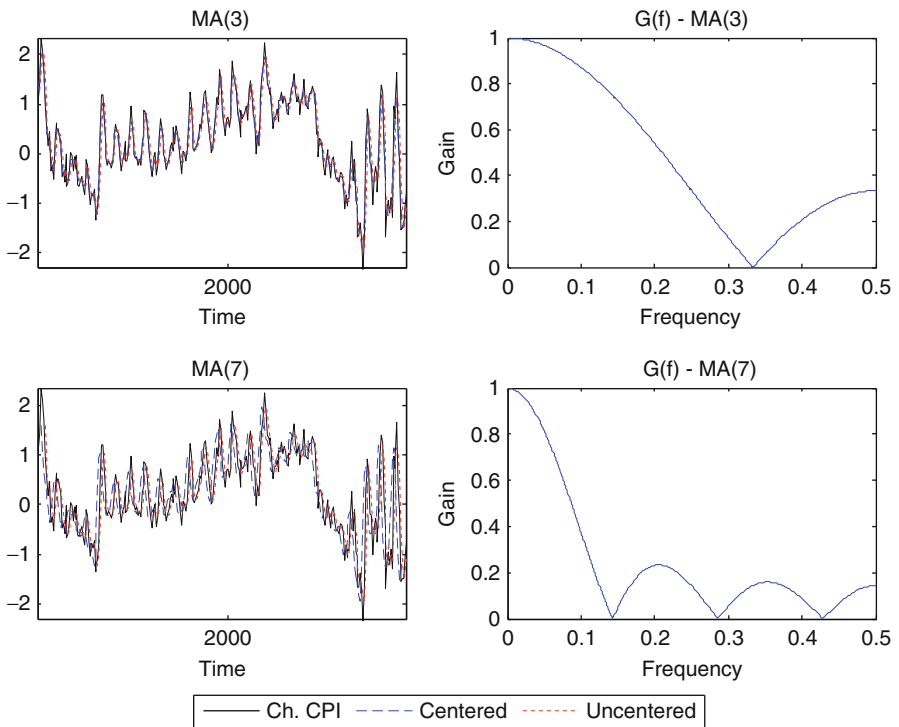 MA(3)
2
1
0
−1
−2
2000
Time
G(f) - MA(3)
1
0.8
0.6
0.4
0.2
0
Gain
0 0.1 0.2 0.3 0.4 0.5
Frequency
MA(7)
2
1
0
−1
−2
2000
Time
G(f) - MA(7)
1
0.8
0.6
0.4
0.2
0
Gain
0 0.1 0.2 0.3 0.4 0.5
Frequency
Ch. CPI Centered Uncentered